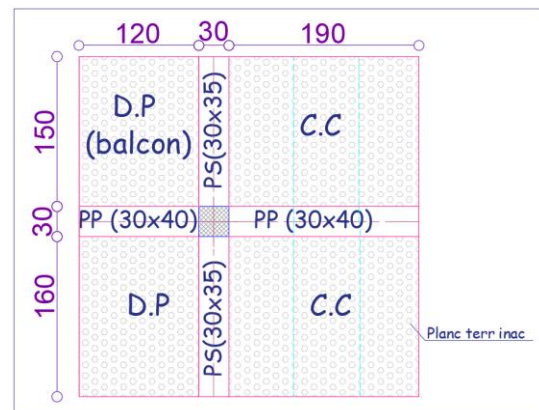 120
30
190
150
30
160
D.P
(balcon)
PS(30x35)
C.C
PP (30x40)
PP (30x40)
D.P
PS(30x35)
C.C
Planc terr inac